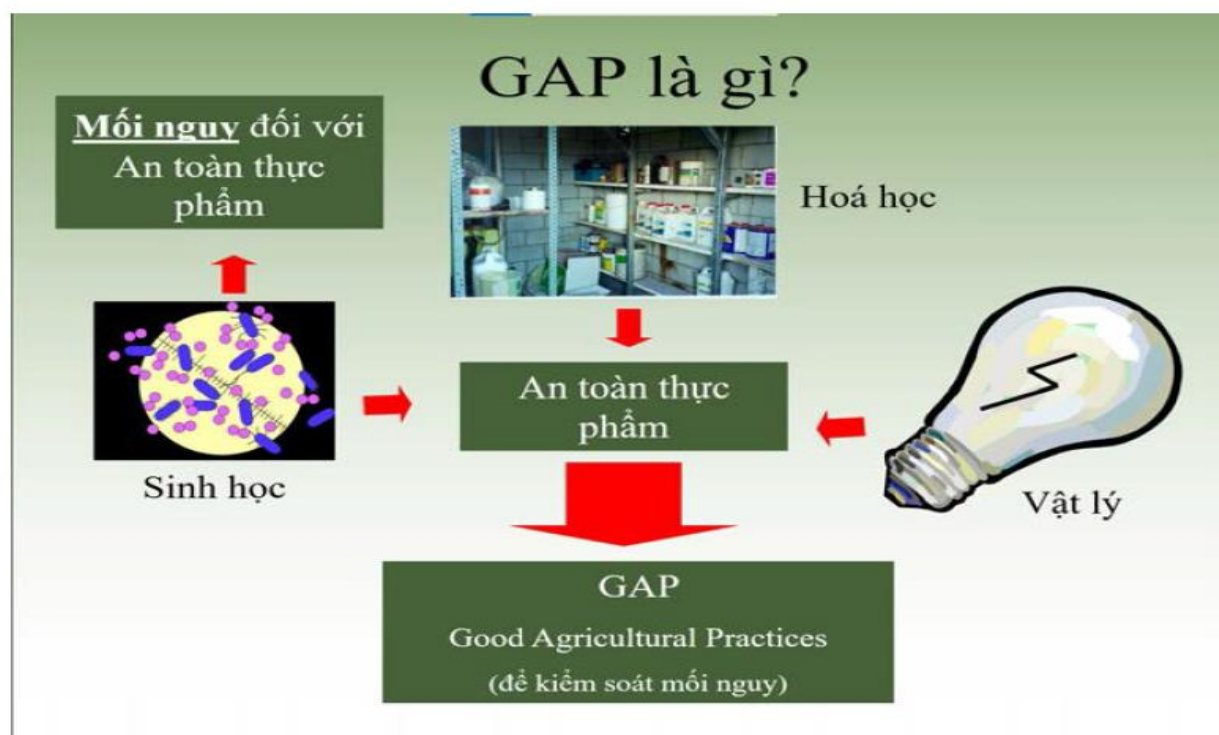 GAP là gì?
Mối nguy đối với
An toàn thực
phẩm
Hoá học
An toàn thực
phẩm
Sinh học
Vật lý
GAP
Good Agricultural Practices
(để kiểm soát mối nguy)